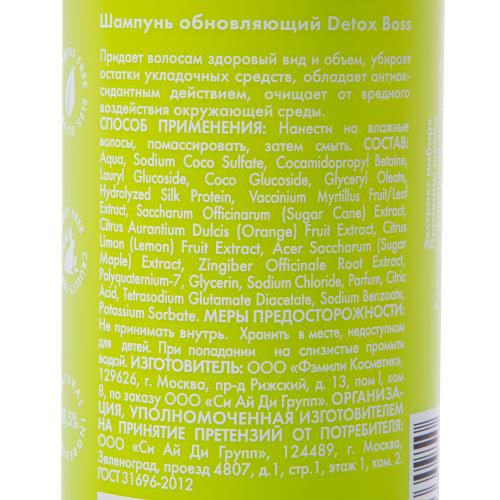 Шампунь обновляющий Detox Boss
Придает волосам здоровый вид и объем, убирает
остатки укладочных средств, обладает антиок-
сидантным действием, очищает от вредного
воздействия окружающей среды.
СПОСОБ ПРИМЕНЕНИЯ: Нанести на влажные
волосы, помассировать, затем смыть. СОСТАВ:
Aqua, Sodium Coco Sulfate, Cocamidopropyl Betaine,
Lauryl Glucoside, Coco Glucoside, Glyceryl Oleate,
Hydrolyzed Silk Protein, Vaccinium Myrtillus Fruit/Leaf
Extract, Saccharum Officinarum (Sugar Cane) Extract,
Citrus Aurantium Dulcis (Orange) Fruit Extract, Citrus
Limon (Lemon) Fruit Extract, Acer Saccharum (Sugar
Maple) Extract, Zingiber Officinale Root Extract,
Polyquaternium-7, Glycerin, Sodium Chloride, Parfum, Citric
Acid, Tetrasodium Glutamate Diacetate, Sodium Benzoate,
Potassium Sorbate. МЕРЫ ПРЕДОСТОРОЖНОСТИ:
Не принимать внутрь. Хранить в месте, недоступном
для детей. При попадании на слизистые промыть
водой. ИЗГОТОВИТЕЛЬ: ООО «Фэмили Косметик»,
129626, г. Москва, пр-д Рижский, д. 13, пом I, ком
8, по заказу ООО «Си Ай Ди Групп». ОРГАНИЗА-
ЦИЯ, УПОЛНОМОЧЕННАЯ ИЗГОТОВИТЕЛЕМ
НА ПРИНЯТИЕ ПРЕТЕНЗИЙ ОТ ПОТРЕБИТЕЛЯ:
ООО «Си Ай Ди Групп», 124489, г. Москва,
Зеленоград, проезд 4807, д.1, стр.1, этаж 1, ком.2.
ГОСТ 31696-2012
Экстракт имбиря